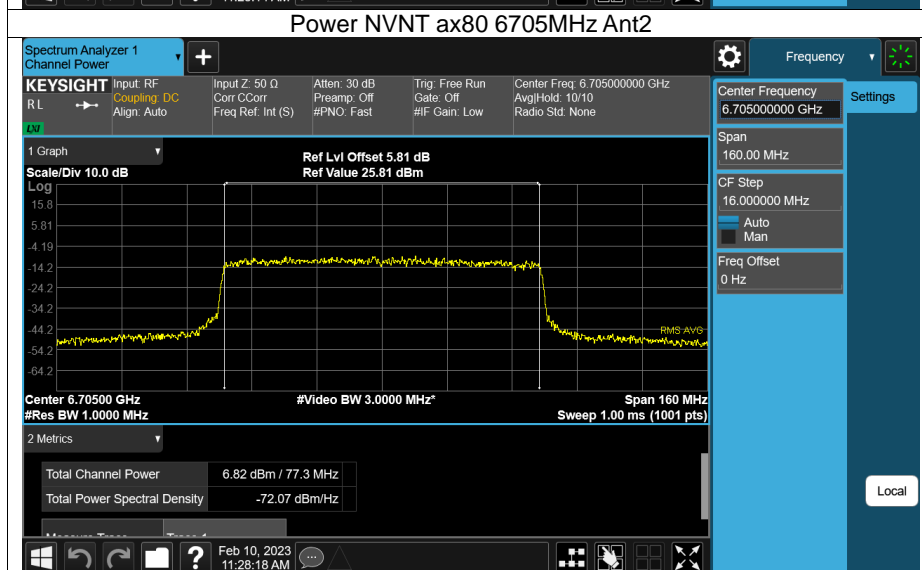 Power NVNT ax80 6705MHz Ant2
Spectrum Analyzer 1
Channel Power
+
Frequency
KEYSIGHT
RL
LXI
Input: RF
Coupling: DC
Align: Auto
Input Z: 50 Ω
Corr CCorr
Freq Ref: Int (S)
Atten: 30 dB
Preamp: Off
#PNO: Fast
Trig: Free Run
Gate: Off
#IF Gain: Low
Center Freq: 6.705000000 GHz
Avg|Hold: 10/10
Radio Std: None
Center Frequency
6.705000000 GHz
Settings
Span
160.00 MHz
CF Step
16.000000 MHz
Auto
Man
Freq Offset
0 Hz
1 Graph
Scale/Div 10.0 dB
Ref Lvl Offset 5.81 dB
Ref Value 25.81 dBm
Log
15.8
5.81
-4.19
-14.2
-24.2
-34.2
-44.2
-54.2
-64.2
RMS AVG
Center 6.70500 GHz
#Res BW 1.0000 MHz
#Video BW 3.0000 MHz*
Span 160 MHz
Sweep 1.00 ms (1001 pts)
2 Metrics
Total Channel Power 6.82 dBm / 77.3 MHz
Total Power Spectral Density -72.07 dBm/Hz
Local
?
Feb 10, 2023
11:28:18 AM